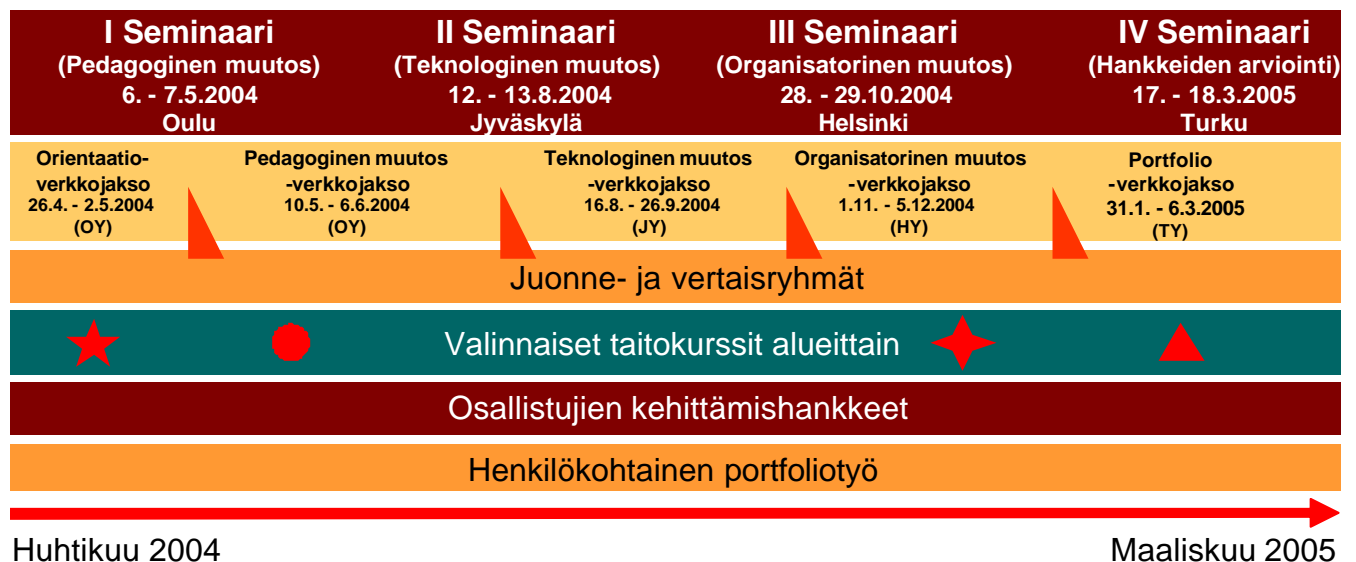 I Seminaari
(Pedagoginen muutos)
6. - 7.5.2004
Oulu
II Seminaari
(Teknologinen muutos)
12. - 13.8.2004
Jyväskylä
III Seminaari
(Organisatorinen muutos)
28. - 29.10.2004
Helsinki
IV Seminaari
(Hankkeiden arviointi)
17. - 18.3.2005
Turku
Orientaatio-
verkkojakso
26.4. - 2.5.2004
(OY)
Pedagoginen muutos
-verkkojakso
10.5. - 6.6.2004
(OY)
Teknologinen muutos
-verkkojakso
16.8. - 26.9.2004
(JY)
Organisatorinen muutos
-verkkojakso
1.11. - 5.12.2004
(HY)
Portfolio
-verkkojakso
31.1. - 6.3.2005
(TY)
Juonne- ja vertaisryhmät
Valinnaiset taitokurssit alueittain
Osallistujien kehittämishankkeet
Henkilökohtainen portfoliotyö
Huhtikuu 2004
Maaliskuu 2005